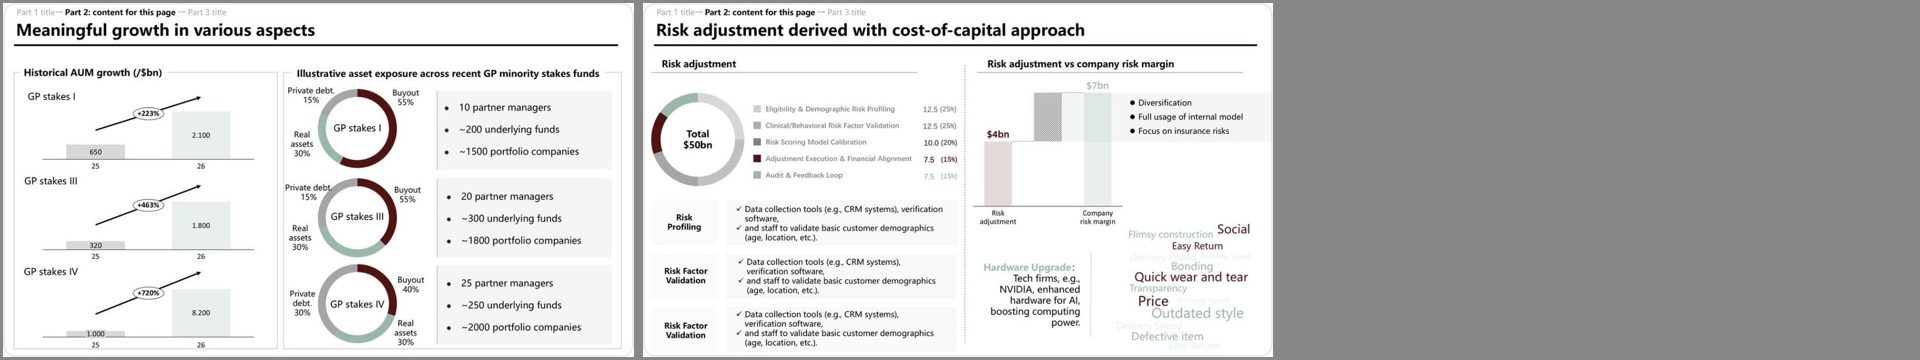 Part 1 title→ Part 2: content for this page → Part 3 title
Meaningful growth in various aspects
Historical AUM growth (/$bn)
GP stakes I
+223%
650
2.100
25
26
GP stakes III
+463%
320
1.800
25
26
GP stakes IV
+720%
1.000
8.200
25
26
Illustrative asset exposure across recent GP minority stakes funds
Private debt.
15%
Buyout
55%
GP stakes I
Real
assets
30%
• 10 partner managers
• ~200 underlying funds
• ~1500 portfolio companies
Private debt.
15%
Buyout
55%
GP stakes III
Real
assets
30%
• 20 partner managers
• ~300 underlying funds
• ~1800 portfolio companies
Buyout
40%
Private
debt.
30%
GP stakes IV
Real
assets
30%
• 25 partner managers
• ~250 underlying funds
• ~2000 portfolio companies
Part 1 title→ Part 2: content for this page → Part 3 title
Risk adjustment derived with cost-of-capital approach
Risk adjustment
Total
$50bn
Eligibility & Demographic Risk Profiling 12.5 (25%)
Clinical/Behavioral Risk Factor Validation 12.5 (25%)
Risk Scoring Model Calibration 10.0 (20%)
Adjustment Execution & Financial Alignment 7.5 (15%)
Audit & Feedback Loop 7.5 (15%)
Risk
Profiling
✓ Data collection tools (e.g., CRM systems), verification
software,
✓ and staff to validate basic customer demographics
(age, location, etc.).
Risk Factor
Validation
✓ Data collection tools (e.g., CRM systems),
verification software,
✓ and staff to validate basic customer demographics
(age, location, etc.).
Risk Factor
Validation
✓ Data collection tools (e.g., CRM systems),
verification software,
✓ and staff to validate basic customer demographics
(age, location, etc.).
Risk adjustment vs company risk margin
$7bn
$4bn
• Diversification
• Full usage of internal model
• Focus on insurance risks
Risk
adjustment
Company
risk margin
Hardware Upgrade:
Tech firms, e.g.,
NVIDIA, enhanced
hardware for AI,
boosting computing
power.
Social
Flimsy construction
Easy Return
Delivery Speed
Delivery Speed
Bonding
Quick wear and tear
Transparency
Price
Delivery Speed
Outdated style
Delivery Speed
Defective item
Easy Return